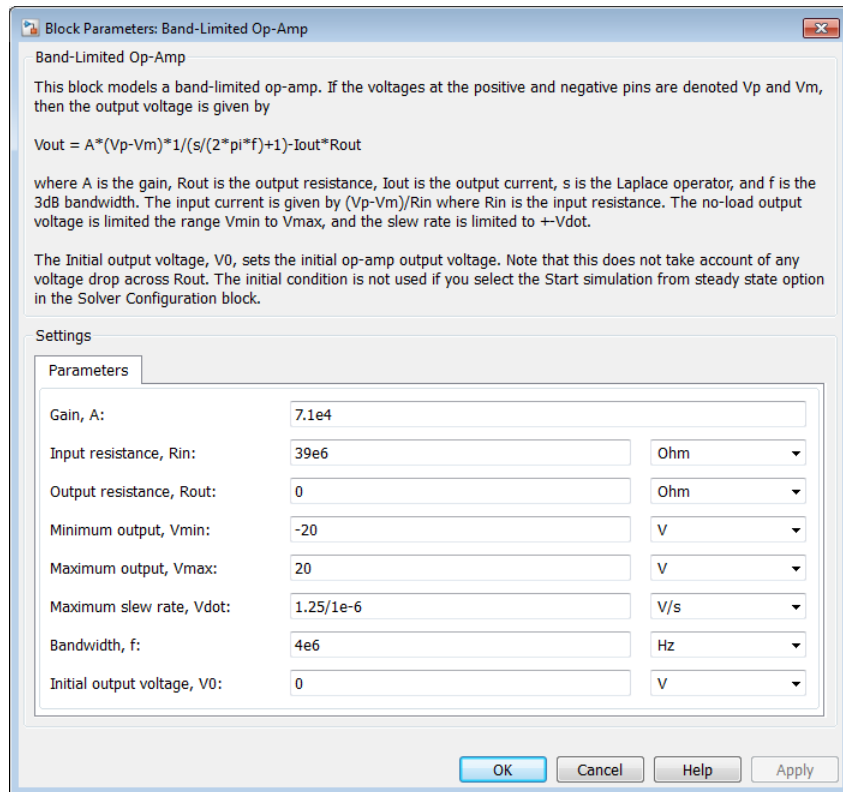 Block Parameters: Band-Limited Op-Amp
Band-Limited Op-Amp
This block models a band-limited op-amp. If the voltages at the positive and negative pins are denoted Vp and Vm,
then the output voltage is given by
Vout = A*(Vp-Vm)*1/(s/(2*pi*f)+1)-Iout*Rout
where A is the gain, Rout is the output resistance, Iout is the output current, s is the Laplace operator, and f is the
3dB bandwidth. The input current is given by (Vp-Vm)/Rin where Rin is the input resistance. The no-load output
voltage is limited the range Vmin to Vmax, and the slew rate is limited to +-Vdot.
The Initial output voltage, V0, sets the initial op-amp output voltage. Note that this does not take account of any
voltage drop across Rout. The initial condition is not used if you select the Start simulation from steady state option
in the Solver Configuration block.
Settings
Parameters
Gain, A: 7.1e4
Input resistance, Rin: 39e6 Ohm
Output resistance, Rout: 0 Ohm
Minimum output, Vmin: -20 V
Maximum output, Vmax: 20 V
Maximum slew rate, Vdot: 1.25/1e-6 V/s
Bandwidth, f: 4e6 Hz
Initial output voltage, V0: 0 V
OK Cancel Help Apply